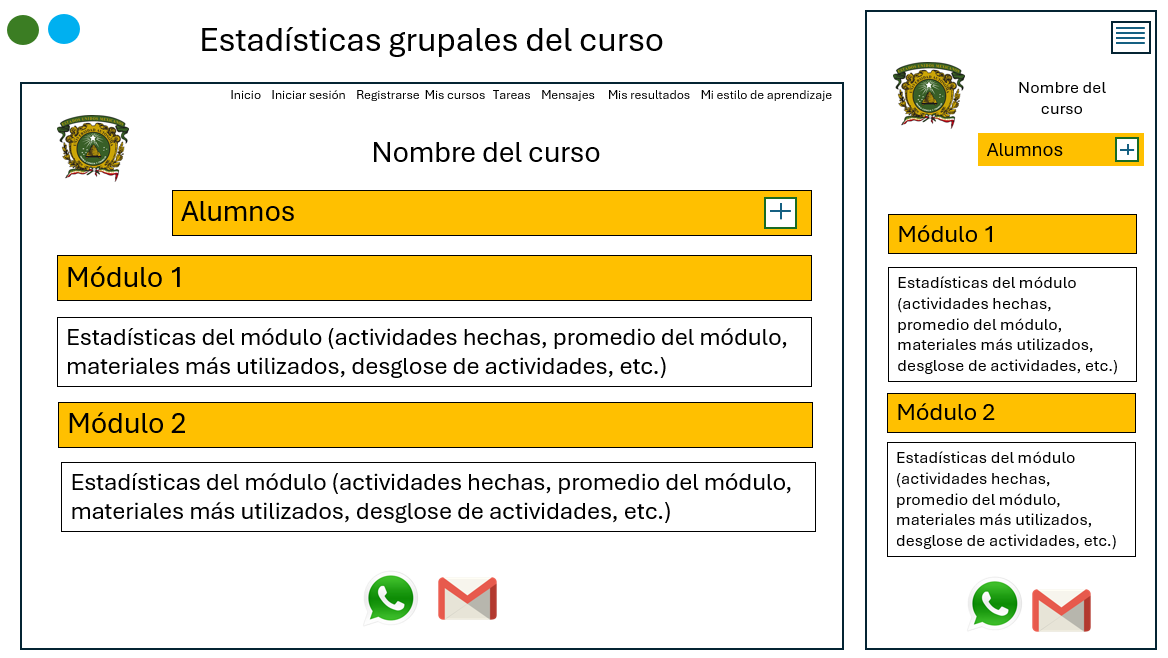 Estadísticas grupales del curso
Inicio Iniciar sesión Registrarse Mis cursos Tareas Mensajes Mis resultados Mi estilo de aprendizaje
Nombre del curso
Alumnos
Módulo 1
Estadísticas del módulo (actividades hechas, promedio del módulo,
materiales más utilizados, desglose de actividades, etc.)
Módulo 2
Estadísticas del módulo (actividades hechas, promedio del módulo,
materiales más utilizados, desglose de actividades, etc.)
Nombre del
curso
Alumnos
Módulo 1
Estadísticas del módulo
(actividades hechas,
promedio del módulo,
materiales más utilizados,
desglose de actividades, etc.)
Módulo 2
Estadísticas del módulo
(actividades hechas,
promedio del módulo,
materiales más utilizados,
desglose de actividades, etc.)